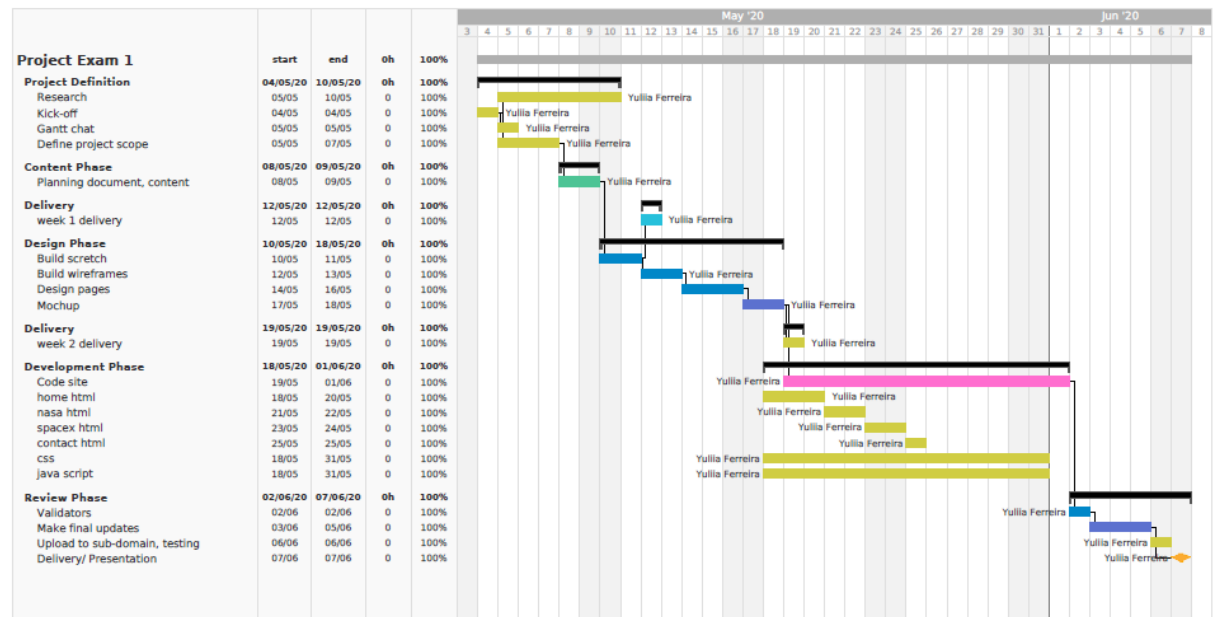 May '20 Jun '20
3 4 5 6 7 8 9 10 11 12 13 14 15 16 17 18 19 20 21 22 23 24 25 26 27 28 29 30 31 1 2 3 4 5 6 7 8
Project Exam 1 start end 0h 100%
Project Definition 04/05/20 10/05/20 0h 100%
Research 05/05 10/05 0 100% Yuliia Ferreira
Kick-off 04/05 04/05 0 100% Yuliia Ferreira
Gantt chat 05/05 05/05 0 100% Yuliia Ferreira
Define project scope 05/05 07/05 0 100% Yuliia Ferreira
Content Phase 08/05/20 09/05/20 0h 100%
Planning document, content 08/05 09/05 0 100% Yuliia Ferreira
Delivery 12/05/20 12/05/20 0h 100%
week 1 delivery 12/05 12/05 0 100% Yuliia Ferreira
Design Phase 10/05/20 18/05/20 0h 100%
Build scretch 10/05 11/05 0 100%
Build wireframes 12/05 13/05 0 100% Yuliia Ferreira
Design pages 14/05 16/05 0 100%
Mochup 17/05 18/05 0 100% Yuliia Ferreira
Delivery 19/05/20 19/05/20 0h 100%
week 2 delivery 19/05 19/05 0 100% Yuliia Ferreira
Development Phase 18/05/20 01/06/20 0h 100%
Code site 19/05 01/06 0 100% Yuliia Ferreira
home html 18/05 20/05 0 100% Yuliia Ferreira
nasa html 21/05 22/05 0 100% Yuliia Ferreira
spacex html 23/05 24/05 0 100% Yuliia Ferreira
contact html 25/05 25/05 0 100% Yuliia Ferreira
css 18/05 31/05 0 100% Yuliia Ferreira
java script 18/05 31/05 0 100% Yuliia Ferreira
Review Phase 02/06/20 07/06/20 0h 100%
Validators 02/06 02/06 0 100% Yuliia Ferreira
Make final updates 03/06 05/06 0 100%
Upload to sub-domain, testing 06/06 06/06 0 100% Yuliia Ferreira
Delivery/ Presentation 07/06 07/06 0 100% Yuliia Ferreira